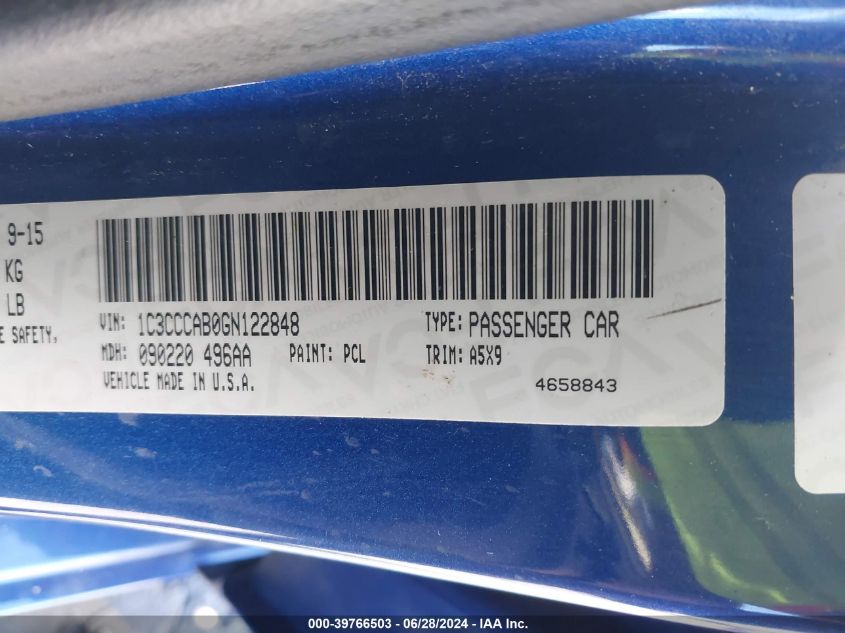 9-15
KG
LB
E SAFETY,
VIN: 1C3CCCAB0GN122848
TYPE: PASSENGER CAR
MDH: 090220 496AA
PAINT: PCL
TRIM: A5X9
VEHICLE MADE IN U.S.A.
4658843
000-39766503 | 06/28/2024 - IAA Inc.